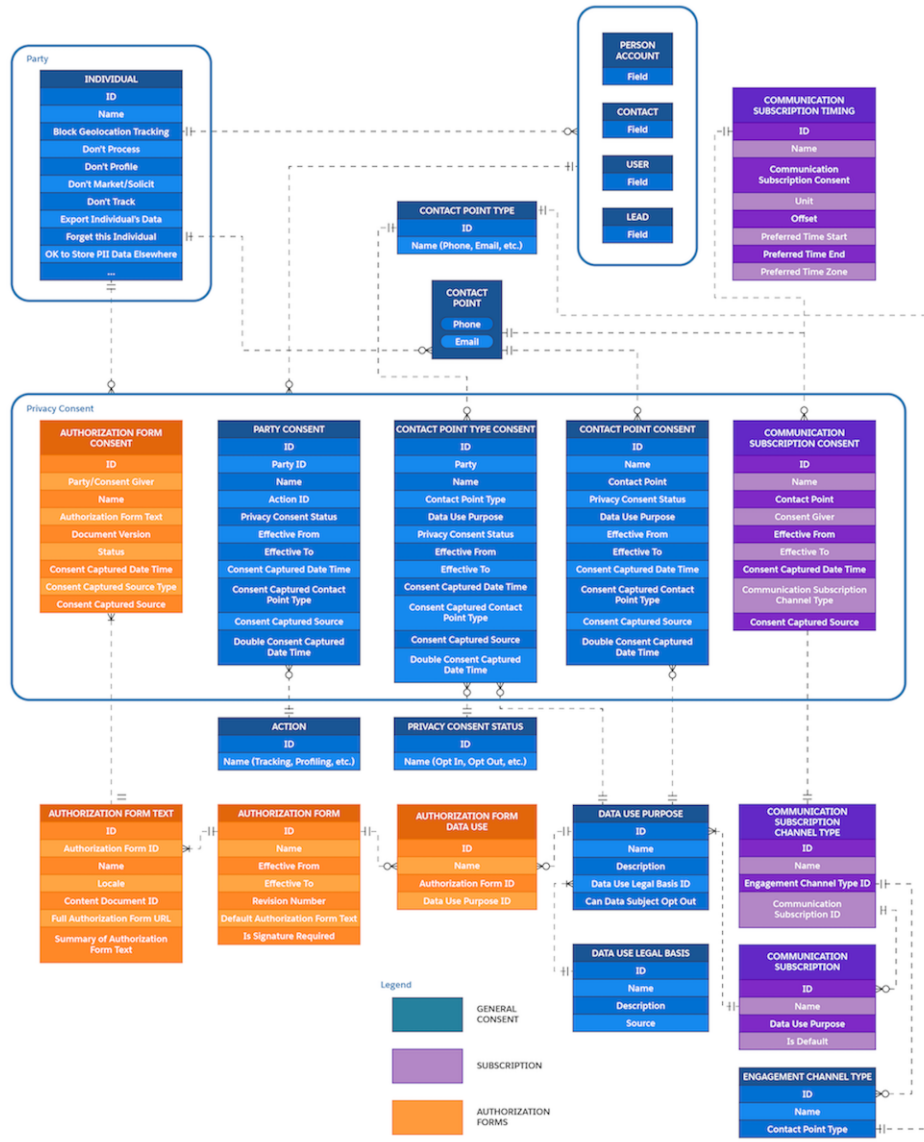 Party
INDIVIDUAL
ID
Name
Block Geolocation Tracking
Don't Process
Don't Profile
Don't Market/Solicit
Don't Track
Export Individual's Data
Forget this Individual
OK to Store PII Data Elsewhere
...
PERSON
ACCOUNT
Field
CONTACT
Field
USER
Field
LEAD
Field
COMMUNICATION
SUBSCRIPTION TIMING
ID
Name
Communication
Subscription Consent
Unit
Offset
Preferred Time Start
Preferred Time End
Preferred Time Zone
CONTACT POINT TYPE
ID
Name (Phone, Email, etc.)
CONTACT
POINT
Phone
Email
Privacy Consent
AUTHORIZATION FORM
CONSENT
ID
Party/Consent Giver
Name
Authorization Form Text
Document Version
Status
Consent Captured Date Time
Consent Captured Source Type
Consent Captured Source
PARTY CONSENT
ID
Party ID
Name
Action ID
Privacy Consent Status
Effective From
Effective To
Consent Captured Date Time
Consent Captured Contact
Point Type
Consent Captured Source
Double Consent Captured
Date Time
CONTACT POINT TYPE CONSENT
ID
Party
Name
Contact Point Type
Data Use Purpose
Privacy Consent Status
Effective From
Effective To
Consent Captured Date Time
Consent Captured Contact
Point Type
Consent Captured Source
Double Consent Captured
Date Time
CONTACT POINT CONSENT
ID
Name
Contact Point
Privacy Consent Status
Data Use Purpose
Effective From
Effective To
Consent Captured Date Time
Consent Captured Contact
Point Type
Consent Captured Source
Double Consent Captured
Date Time
COMMUNICATION
SUBSCRIPTION CONSENT
ID
Name
Contact Point
Consent Giver
Effective From
Effective To
Consent Captured Date Time
Communication Subscription
Channel Type
Consent Captured Source
ACTION
ID
Name (Tracking, Profiling, etc.)
PRIVACY CONSENT STATUS
ID
Name (Opt In, Opt Out, etc.)
AUTHORIZATION FORM TEXT
ID
Authorization Form ID
Name
Locale
Content Document ID
Full Authorization Form URL
Summary of Authorization
Form Text
AUTHORIZATION FORM
ID
Name
Effective From
Effective To
Revision Number
Default Authorization Form Text
Is Signature Required
AUTHORIZATION FORM
DATA USE
ID
Name
Authorization Form ID
Data Use Purpose ID
DATA USE PURPOSE
ID
Name
Description
Data Use Legal Basis ID
Can Data Subject Opt Out
COMMUNICATION
SUBSCRIPTION
CHANNEL TYPE
ID
Name
Engagement Channel Type ID
Communication
Subscription ID
DATA USE LEGAL BASIS
ID
Name
Description
Source
COMMUNICATION
SUBSCRIPTION
ID
Name
Data Use Purpose
Is Default
ENGAGEMENT CHANNEL TYPE
ID
Name
Contact Point Type
Legend
GENERAL
CONSENT
SUBSCRIPTION
AUTHORIZATION
FORMS